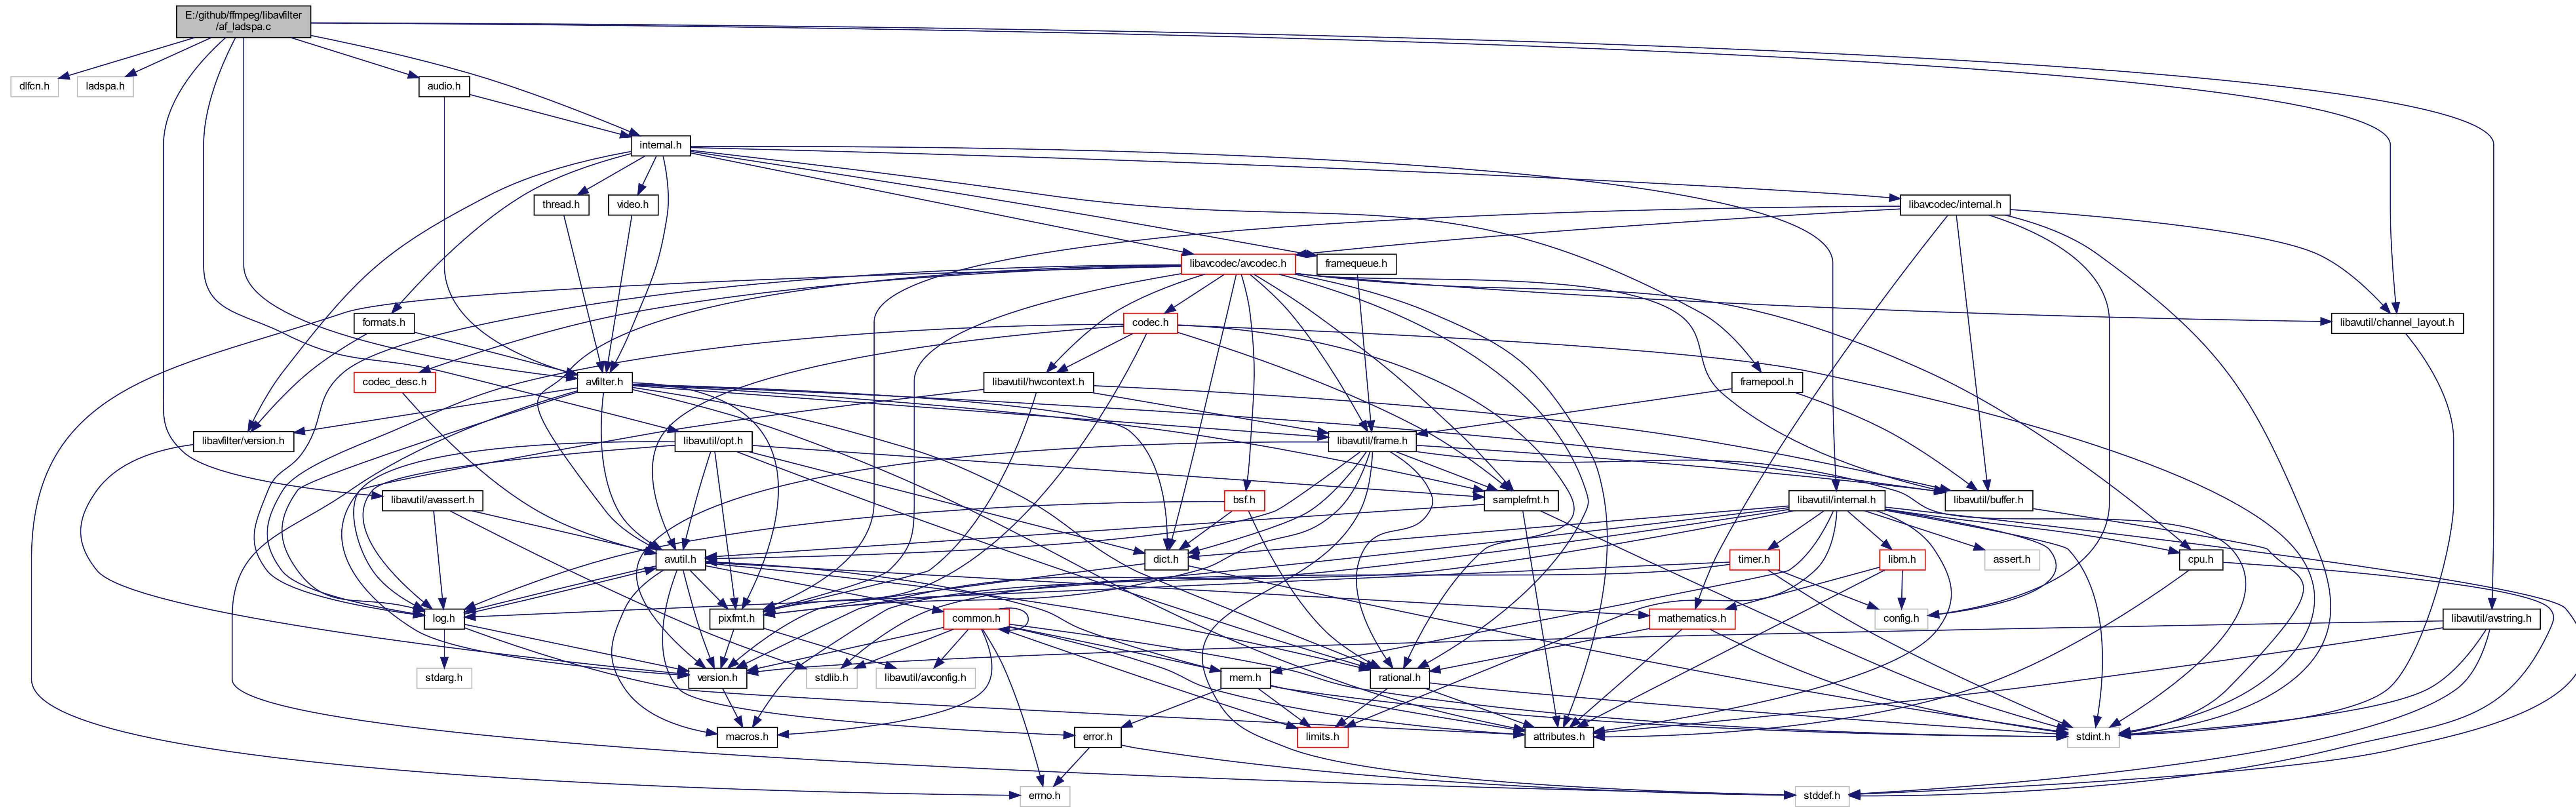 E:/github/ffmpeg/libavfilter
/af_ladspa.c
dlfcn.h
ladspa.h
audio.h
internal.h
thread.h
video.h
libavcodec/internal.h
libavcodec/avcodec.h
framequeue.h
formats.h
codec.h
libavutil/channel_layout.h
codec_desc.h
avfilter.h
libavutil/hwcontext.h
framepool.h
libavfilter/version.h
libavutil/opt.h
libavutil/frame.h
libavutil/avassert.h
bsf.h
samplefmt.h
libavutil/internal.h
libavutil/buffer.h
avutil.h
dict.h
timer.h
libm.h
assert.h
cpu.h
log.h
pixfmt.h
common.h
mathematics.h
config.h
libavutil/avstring.h
stdarg.h
version.h
stdlib.h
libavutil/avconfig.h
mem.h
rational.h
macros.h
error.h
limits.h
attributes.h
stdint.h
errno.h
stddef.h